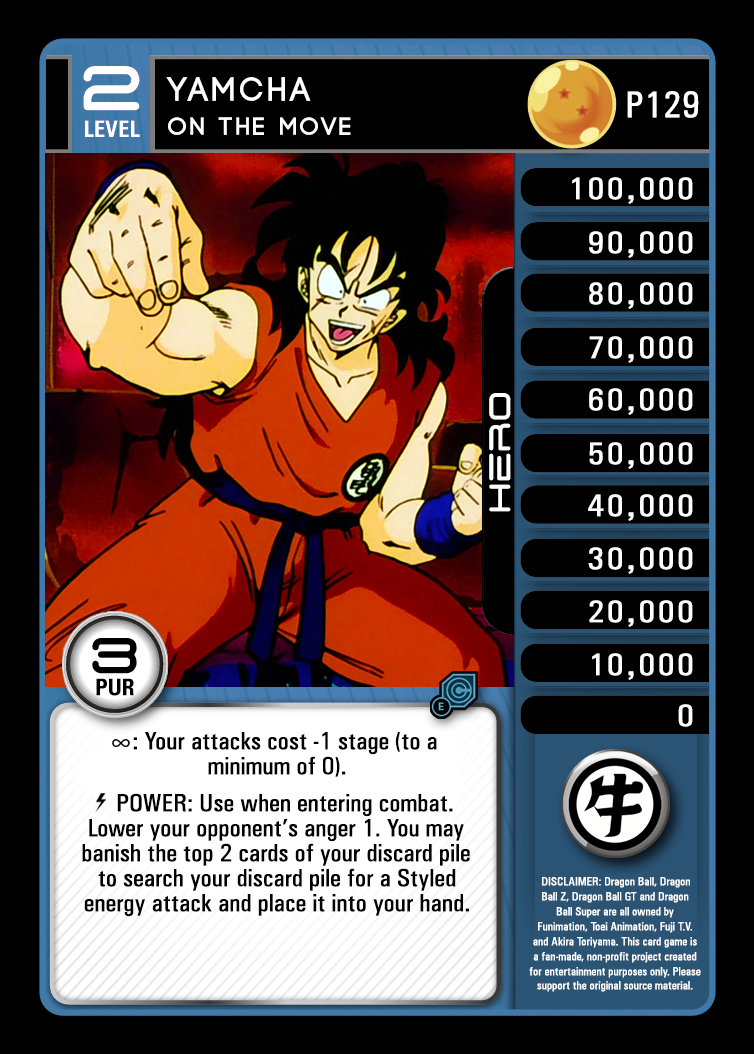 2
LEVEL
YAMCHA
ON THE MOVE
P129
100,000
90,000
80,000
70,000
60,000
50,000
40,000
30,000
20,000
10,000
0
HERO
3
PUR
E
∞: Your attacks cost -1 stage (to a
minimum of 0).
POWER: Use when entering combat.
Lower your opponent's anger 1. You may
banish the top 2 cards of your discard pile
to search your discard pile for a Styled
energy attack and place it into your hand.
牛
DISCLAIMER: Dragon Ball, Dragon
Ball Z, Dragon Ball GT and Dragon
Ball Super are all owned by
Funimation, Toei Animation, Fuji T.V.
and Akira Toriyama. This card game is
a fan-made, non-profit project created
for entertainment purposes only. Please
support the original source material.